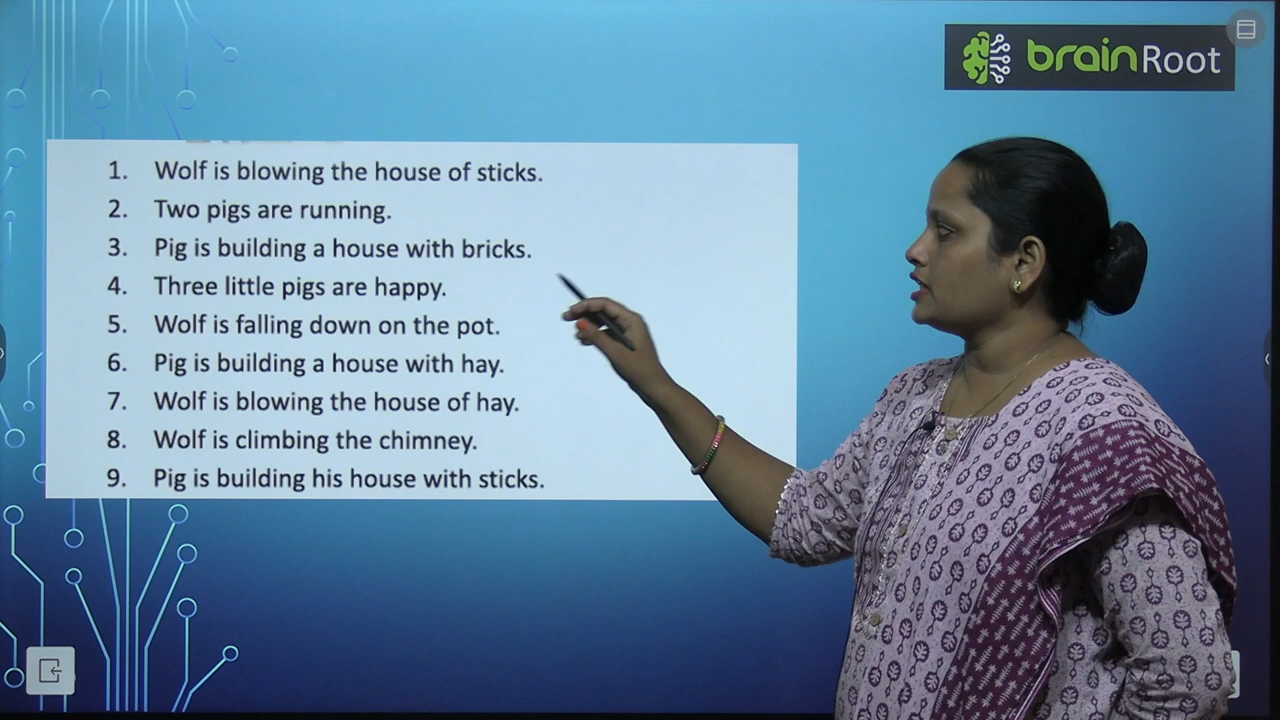 brainRoot
1. Wolf is blowing the house of sticks.
2. Two pigs are running.
3. Pig is building a house with bricks.
4. Three little pigs are happy.
5. Wolf is falling down on the pot.
6. Pig is building a house with hay.
7. Wolf is blowing the house of hay.
8. Wolf is climbing the chimney.
9. Pig is building his house with sticks.